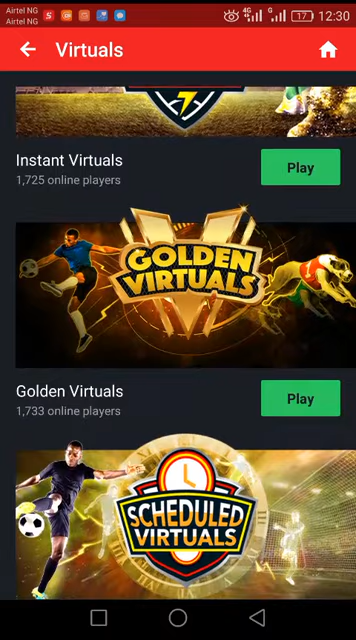 Airtel NG
Airtel NG
4G
G
17
12:30
Virtuals
Instant Virtuals
1,725 online players
Play
GOLDEN
VIRTUALS
Golden Virtuals
1,733 online players
Play
SCHEDULED
VIRTUALS